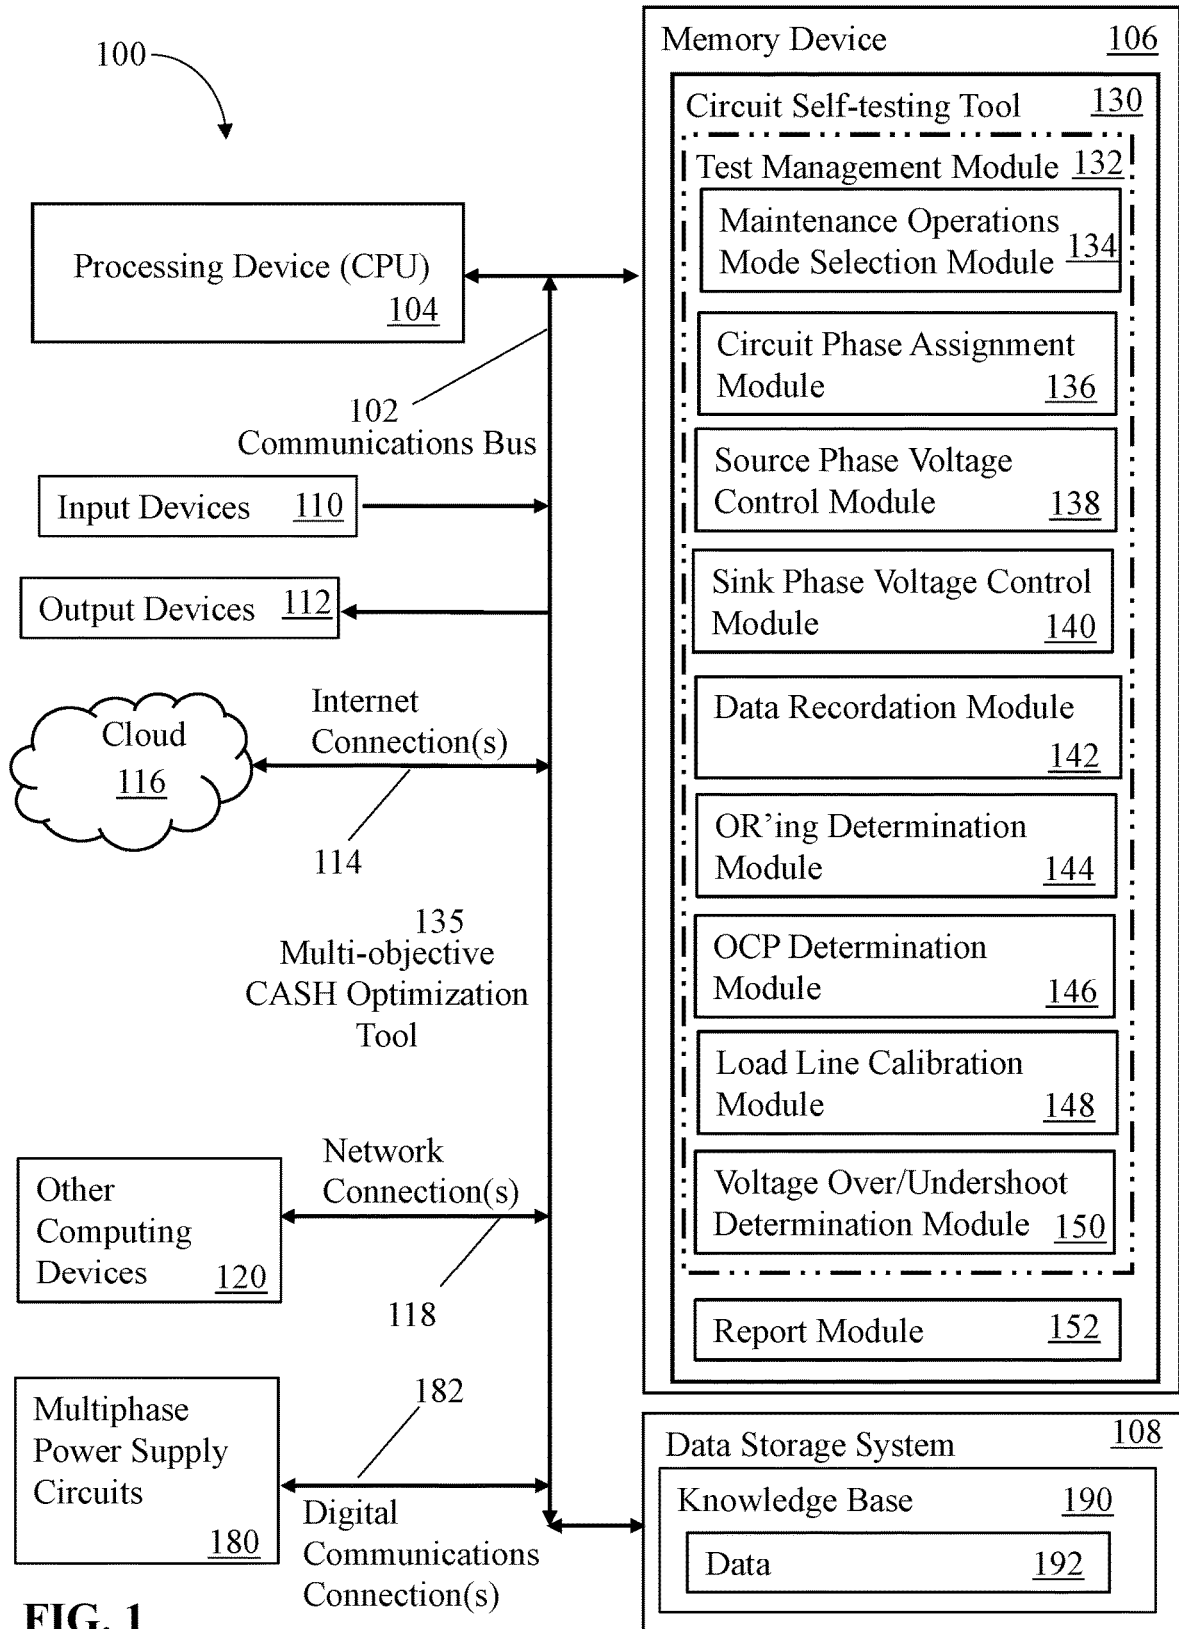 100
Processing Device (CPU)
104
102
Communications Bus
Input Devices 110
Output Devices 112
Cloud
116
Internet
Connection(s)
114
135
Multi-objective
CASH Optimization
Tool
Other
Computing
Devices 120
Network
Connection(s)
118
Multiphase
Power Supply
Circuits
180
182
Digital
Communications
Connection(s)
FIG. 1
Memory Device 106
Circuit Self-testing Tool 130
Test Management Module 132
Maintenance Operations
Mode Selection Module 134
Circuit Phase Assignment
Module 136
Source Phase Voltage
Control Module 138
Sink Phase Voltage Control
Module 140
Data Recordation Module
142
OR'ing Determination
Module 144
OCP Determination
Module 146
Load Line Calibration
Module 148
Voltage Over/Undershoot
Determination Module 150
Report Module 152
Data Storage System 108
Knowledge Base 190
Data 192